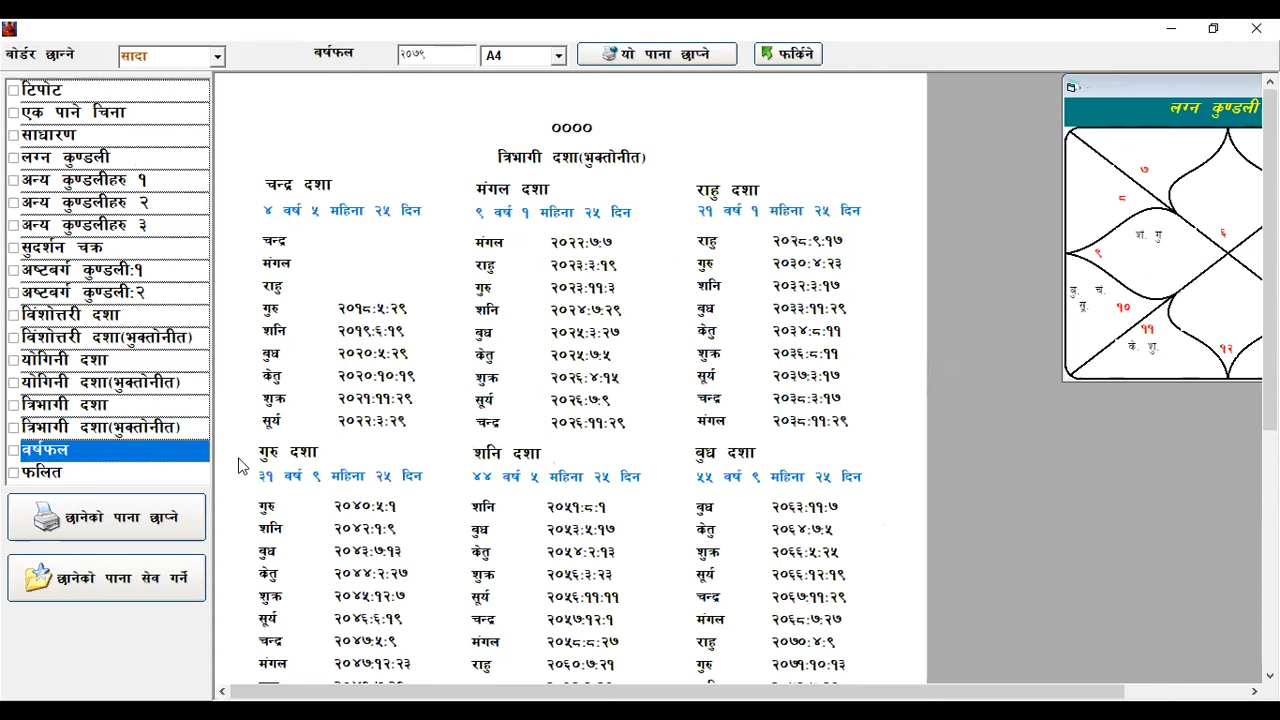 बोर्डर छान्ने सादा वर्षफल २०७९ A4 यो पाना छाप्ने फर्किने
टिपोट
एक पाने चिना
साधारण
लग्न कुण्डली
अन्य कुण्डलीहरु १
अन्य कुण्डलीहरु २
अन्य कुण्डलीहरु ३
सुदर्शन चक्र
अष्टबर्ग कुण्डली:१
अष्टबर्ग कुण्डली:२
विंशोत्तरी दशा
विंशोत्तरी दशा(भुक्तोनीत)
योगिनी दशा
योगिनी दशा(भुक्तोनीत)
त्रिभागी दशा
त्रिभागी दशा(भुक्तोनीत)
वर्षफल
फलित
छानेको पाना छाप्ने
छानेको पाना सेव गर्ने
००००
त्रिभागी दशा(भुक्तोनीत)
चन्द्र दशा
४ वर्ष ५ महिना २५ दिन
चन्द्र
मंगल
राहु
गुरु २०१८:५:२९
शनि २०१९:६:१९
बुध २०२०:५:२९
केतु २०२०:१०:१९
शुक्र २०२१:११:२९
सूर्य २०२२:३:२९
मंगल दशा
९ वर्ष १ महिना २५ दिन
मंगल २०२२:७:७
राहु २०२३:३:१९
गुरु २०२३:११:३
शनि २०२४:७:२९
बुध २०२५:३:२७
केतु २०२५:७:५
शुक्र २०२६:४:१५
सूर्य २०२६:७:९
चन्द्र २०२६:११:२९
राहु दशा
२१ वर्ष १ महिना २५ दिन
राहु २०२८:९:१७
गुरु २०३०:४:२३
शनि २०३२:३:१७
बुध २०३३:११:२९
केतु २०३४:८:११
शुक्र २०३६:८:११
सूर्य २०३७:३:१७
चन्द्र २०३८:३:१७
मंगल २०३८:११:२९
गुरु दशा
३१ वर्ष ९ महिना २५ दिन
गुरु २०४०:५:१
शनि २०४२:१:९
बुध २०४३:७:१३
केतु २०४४:२:२७
शुक्र २०४५:१२:७
सूर्य २०४६:६:१९
चन्द्र २०४७:५:९
मंगल २०४७:१२:२३
शनि दशा
४४ वर्ष ५ महिना २५ दिन
शनि २०५१:८:१
बुध २०५३:५:१७
केतु २०५४:२:१३
शुक्र २०५६:३:२३
सूर्य २०५६:११:११
चन्द्र २०५७:१२:१
मंगल २०५८:८:२७
राहु २०६०:७:२१
बुध दशा
५५ वर्ष ९ महिना २५ दिन
बुध २०६३:११:७
केतु २०६४:७:५
शुक्र २०६६:५:२५
सूर्य २०६६:१२:१९
चन्द्र २०६७:११:२९
मंगल २०६८:७:२७
राहु २०७०:४:९
गुरु २०७१:१०:१३
लग्न कुण्डली
७
८
६
शं. गु
९
बु. चं.
सू. १०
११
के. शु.
१२